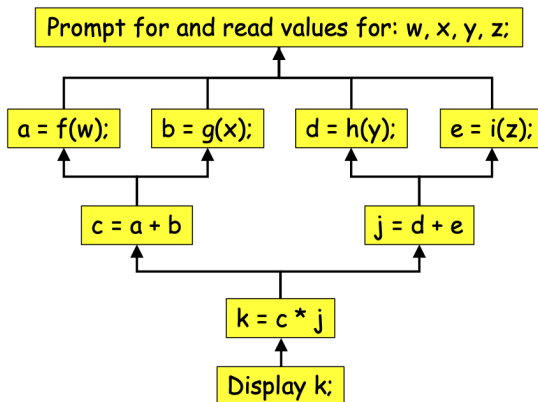 Prompt for and read values for: w, x, y, z;
a = f(w);
b = g(x);
d = h(y);
e = i(z);
c = a + b
j = d + e
k = c * j
Display k;